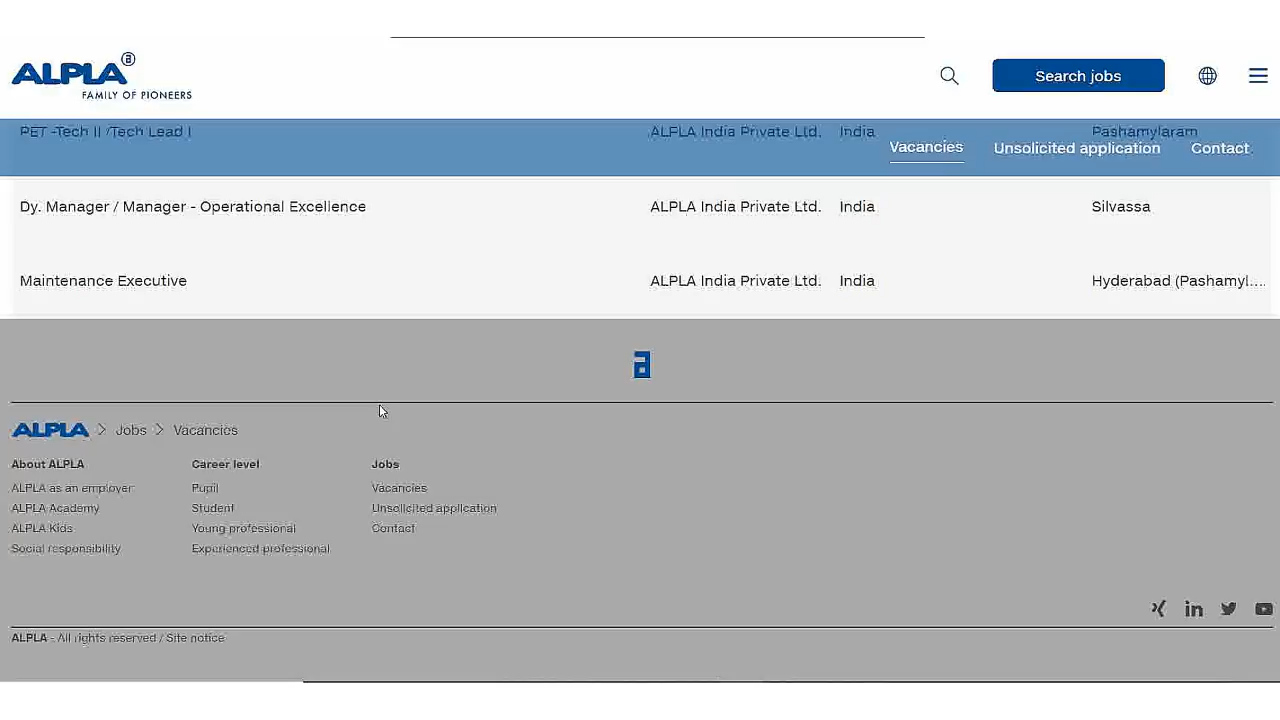 ALPLA a
FAMILY OF PIONEERS
Search jobs
PET -Tech II /Tech Lead I ALPLA India Private Ltd. India Pashamylaram
Vacancies Unsolicited application Contact
Dy. Manager / Manager - Operational Excellence ALPLA India Private Ltd. India Silvassa
Maintenance Executive ALPLA India Private Ltd. India Hyderabad (Pashamyl....
a
ALPLA > Jobs > Vacancies
About ALPLA Career level Jobs
ALPLA as an employer Pupil Vacancies
ALPLA Academy Student Unsolicited application
ALPLA Kids Young professional Contact
Social responsibility Experienced professional
in
ALPLA - All rights reserved / Site notice